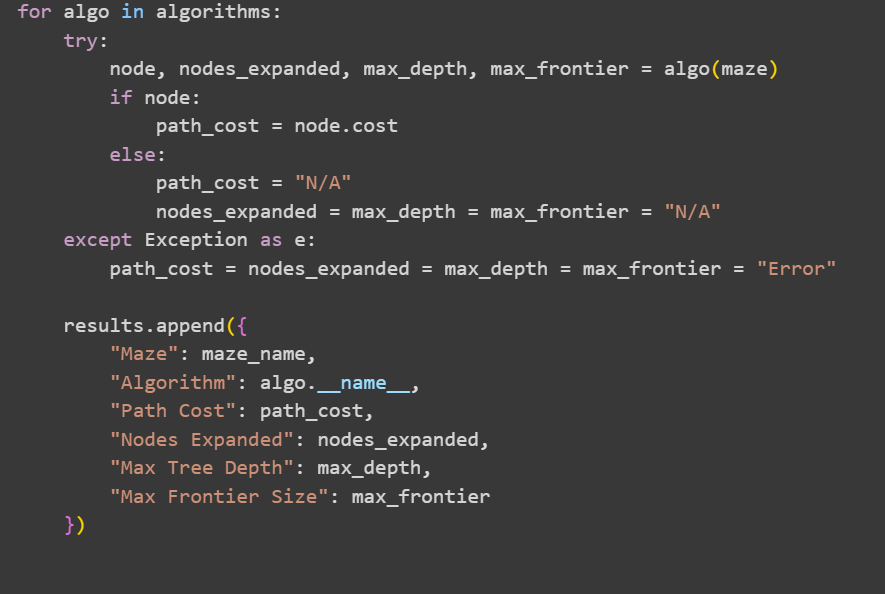 for algo in algorithms:
    try:
        node, nodes_expanded, max_depth, max_frontier = algo(maze)
        if node:
            path_cost = node.cost
        else:
            path_cost = "N/A"
            nodes_expanded = max_depth = max_frontier = "N/A"
    except Exception as e:
        path_cost = nodes_expanded = max_depth = max_frontier = "Error"

    results.append({
        "Maze": maze_name,
        "Algorithm": algo.__name__,
        "Path Cost": path_cost,
        "Nodes Expanded": nodes_expanded,
        "Max Tree Depth": max_depth,
        "Max Frontier Size": max_frontier
    })